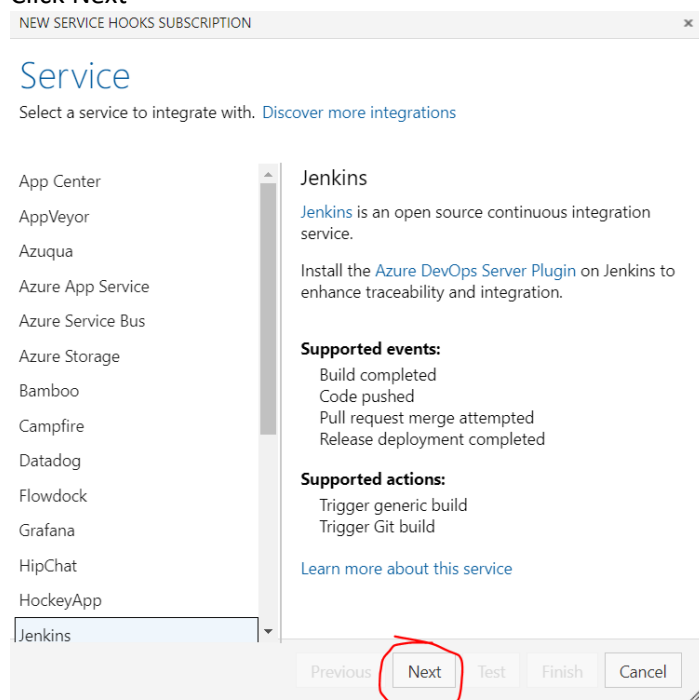 Click Next
NEW SERVICE HOOKS SUBSCRIPTION
Service
Select a service to integrate with. Discover more integrations
App Center
AppVeyor
Azuqua
Azure App Service
Azure Service Bus
Azure Storage
Bamboo
Campfire
Datadog
Flowdock
Grafana
HipChat
HockeyApp
Jenkins
Jenkins
Jenkins is an open source continuous integration
service.
Install the Azure DevOps Server Plugin on Jenkins to
enhance traceability and integration.
Supported events:
Build completed
Code pushed
Pull request merge attempted
Release deployment completed
Supported actions:
Trigger generic build
Trigger Git build
Learn more about this service
Previous Next Test Finish Cancel